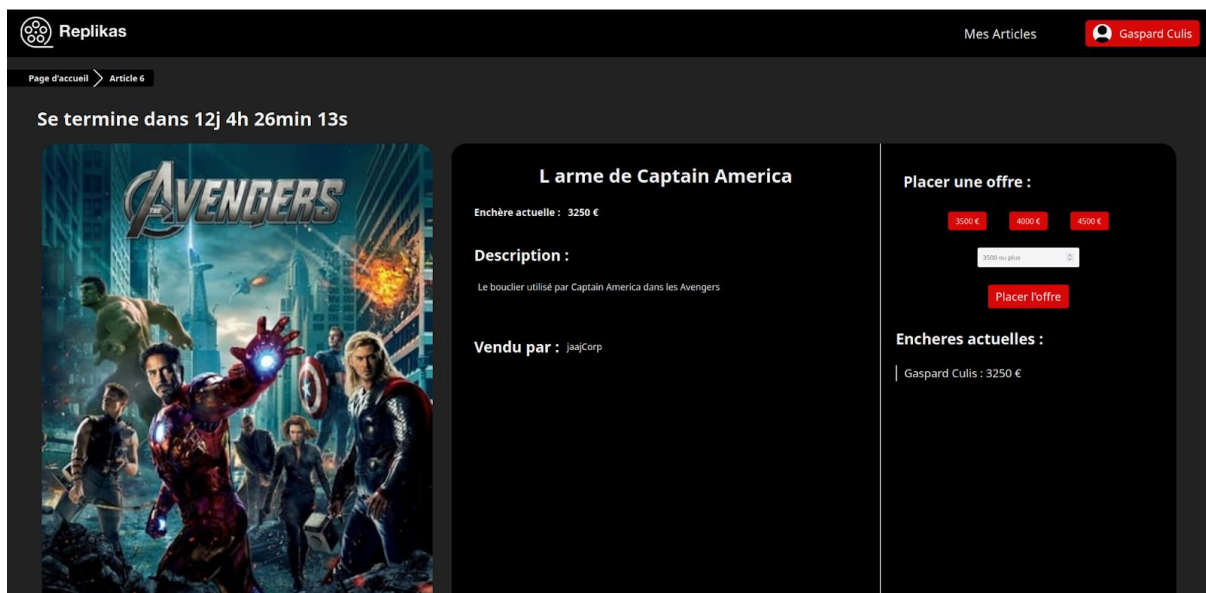 Replikas
Mes Articles
Gaspard Culis
Page d'accueil
Article 6
Se termine dans 12j 4h 26min 13s
THE AVENGERS
L arme de Captain America
Enchère actuelle : 3250 €
Description :
Le bouclier utilisé par Captain America dans les Avengers
Vendu par : jaajCorp
Placer une offre :
3500 €
4000 €
4500 €
3500 ou plus
Placer l'offre
Encheres actuelles :
Gaspard Culis : 3250 €